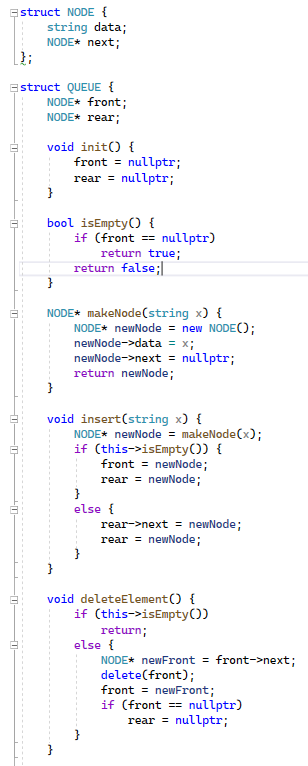 struct NODE {
    string data;
    NODE* next;
};

struct QUEUE {
    NODE* front;
    NODE* rear;

    void init() {
        front = nullptr;
        rear = nullptr;
    }

    bool isEmpty() {
        if (front == nullptr)
            return true;
        return false;
    }

    NODE* makeNode(string x) {
        NODE* newNode = new NODE();
        newNode->data = x;
        newNode->next = nullptr;
        return newNode;
    }

    void insert(string x) {
        NODE* newNode = makeNode(x);
        if (this->isEmpty()) {
            front = newNode;
            rear = newNode;
        }
        else {
            rear->next = newNode;
            rear = newNode;
        }
    }

    void deleteElement() {
        if (this->isEmpty())
            return;
        else {
            NODE* newFront = front->next;
            delete(front);
            front = newFront;
            if (front == nullptr)
                rear = nullptr;
        }
    }